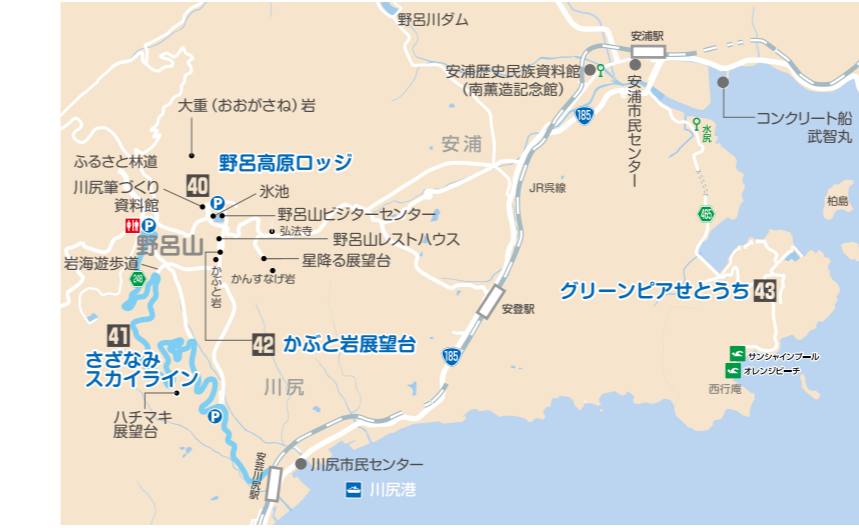 野呂川ダム
安浦駅
安浦歴史民族資料館
(南薫造記念館)
185
安浦市民センター
コンクリート船
武智丸
大重(おおがさね)岩
安浦
水尻
ふるさと林道
野呂高原ロッジ
40
川尻筆づくり
資料館
氷池
P
JR呉線
柏島
465
野呂山ビジターセンター
P
弘法寺
野呂山
野呂山レストハウス
岩海遊歩道
星降る展望台
かぶと岩
かんすなげ岩
248
グリーンピアせとうち
43
安登駅
41
42
かぶと岩展望台
185
さざなみ
スカイライン
サンシャインプール
オレンジビーチ
西行庵
川尻
ハチマキ
展望台
P
安芸川尻駅
川尻市民センター
川尻港